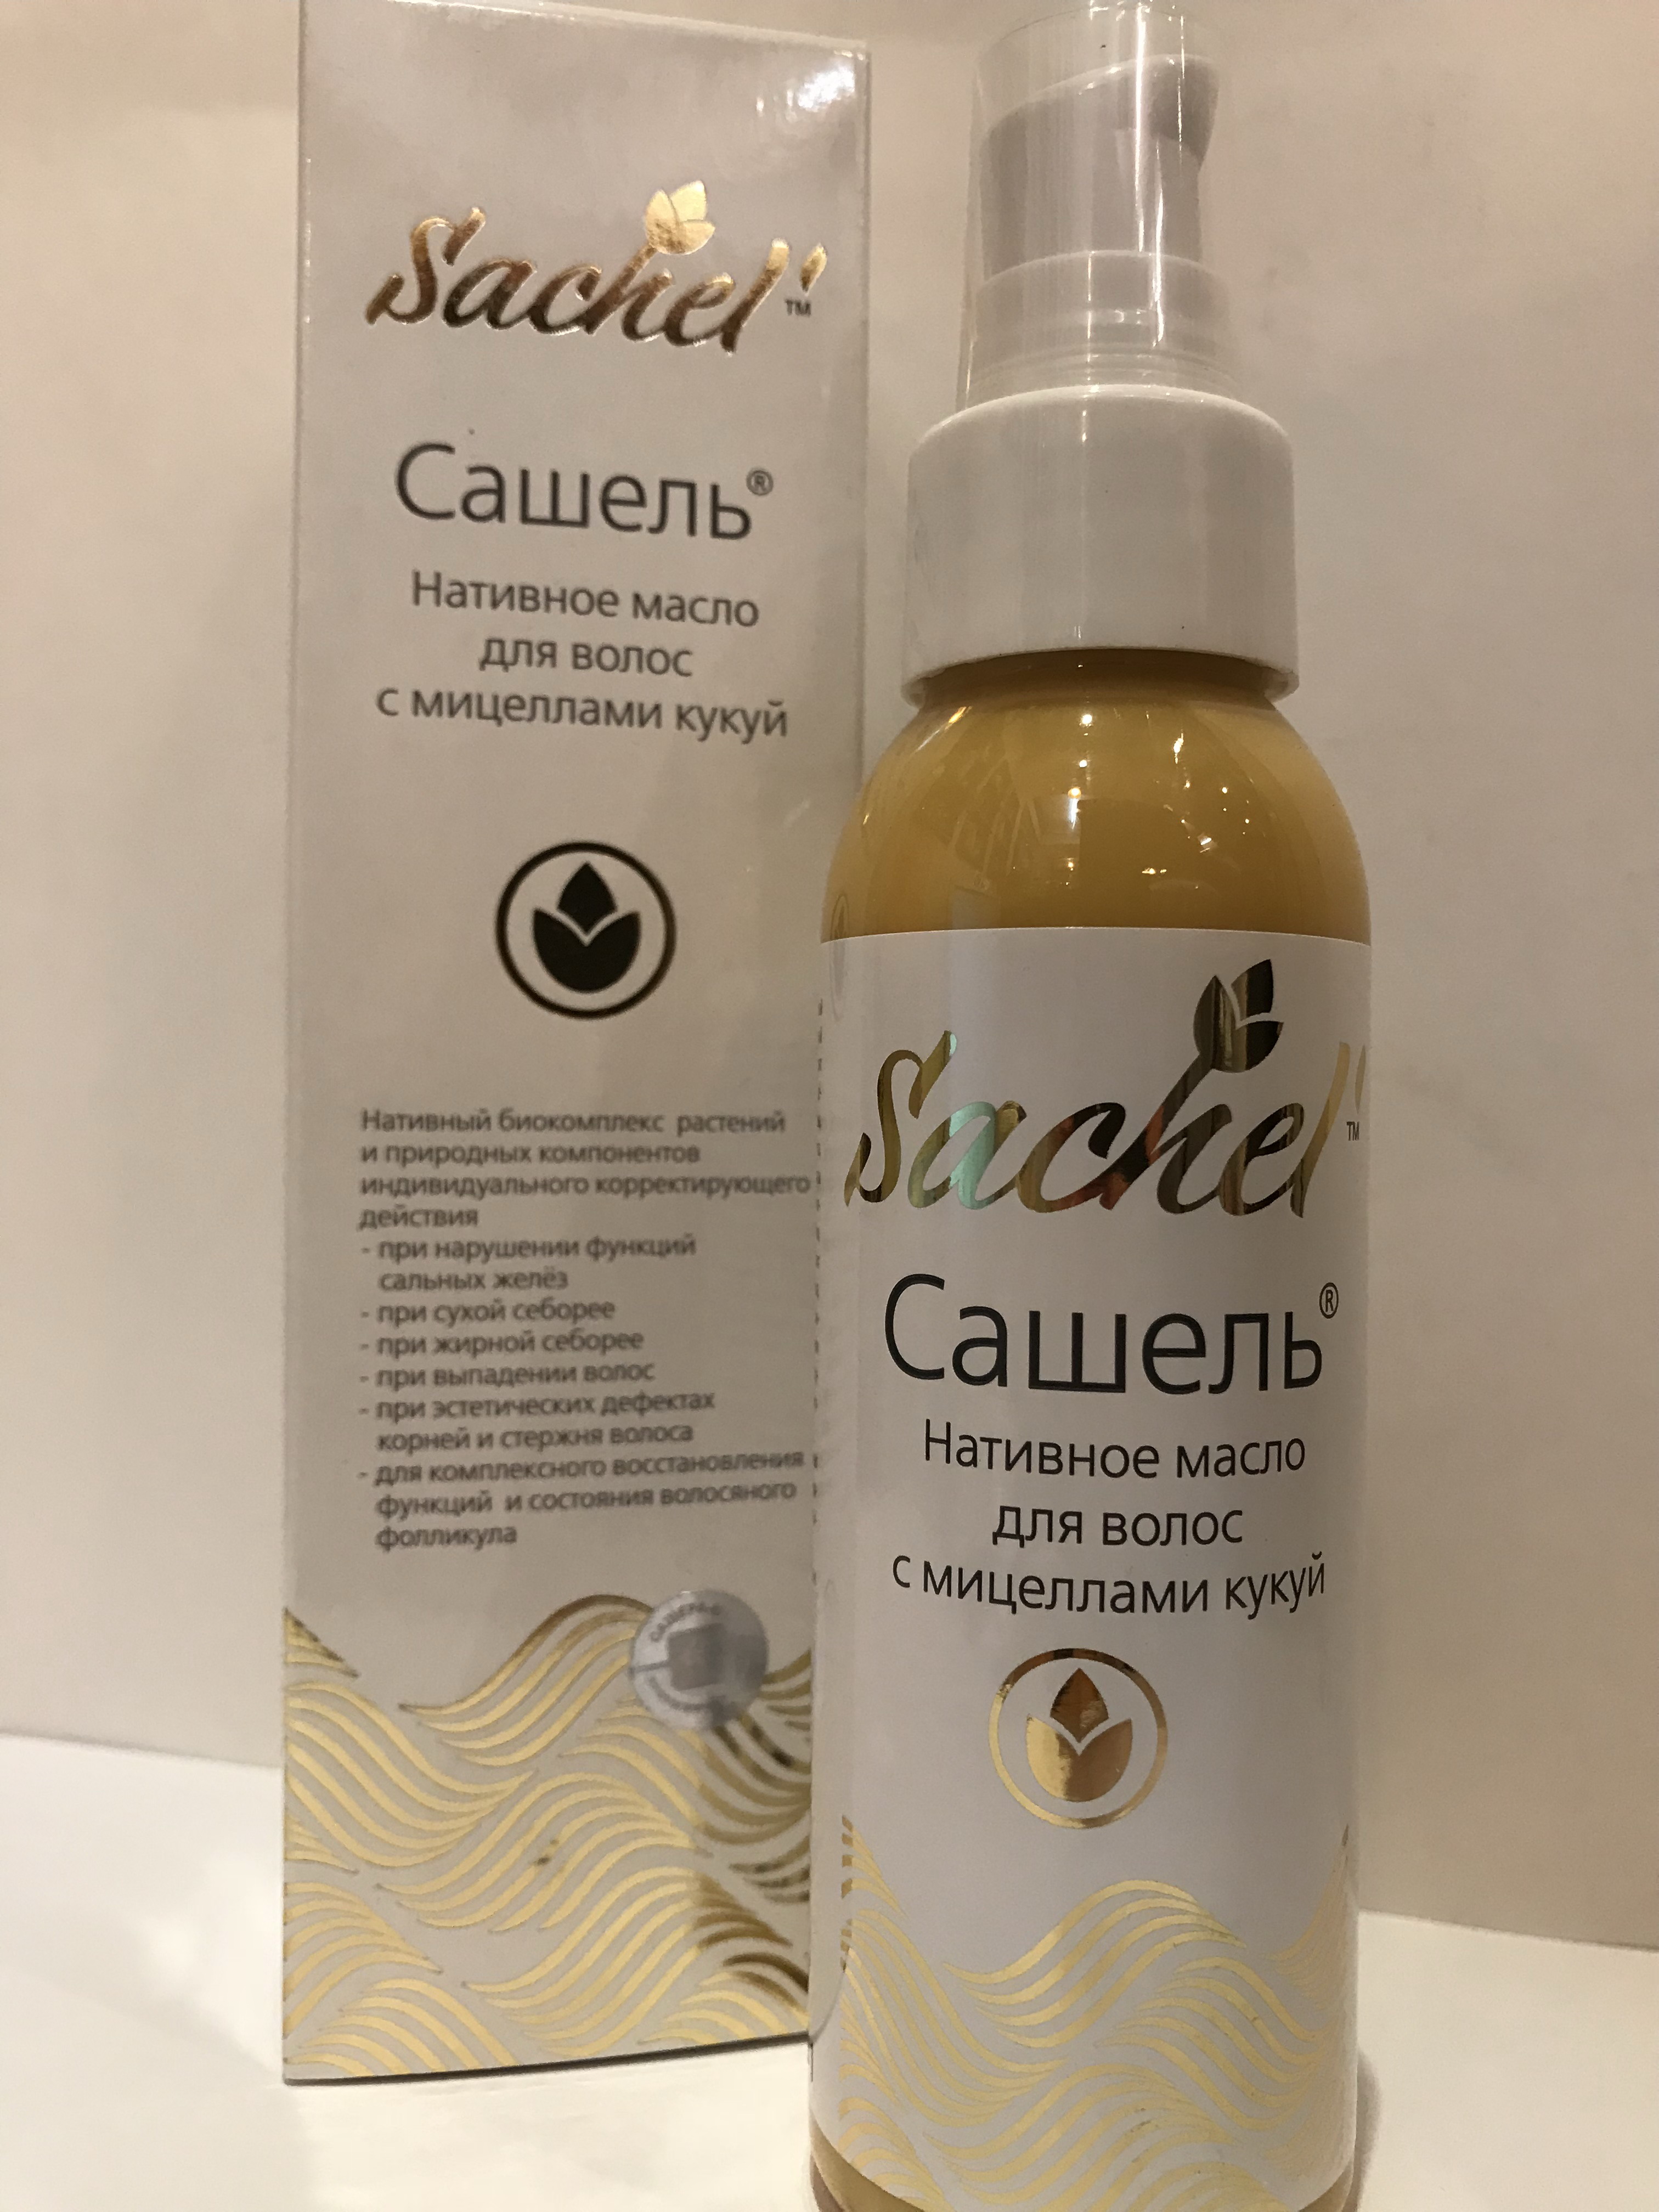 Sachel'™
Сашель®
Нативное масло
для волос
с мицеллами кукуй
Нативный биокомплекс растений
и природных компонентов
индивидуального корректирующего
действия
- при нарушении функций
сальных желёз
- при сухой себорее
- при жирной себорее
- при выпадении волос
- при эстетических дефектах
корней и стержня волоса
- для комплексного восстановления
функций и состояния волосяного
фолликула
Sachel'™
Сашель®
Нативное масло
для волос
с мицеллами кукуй